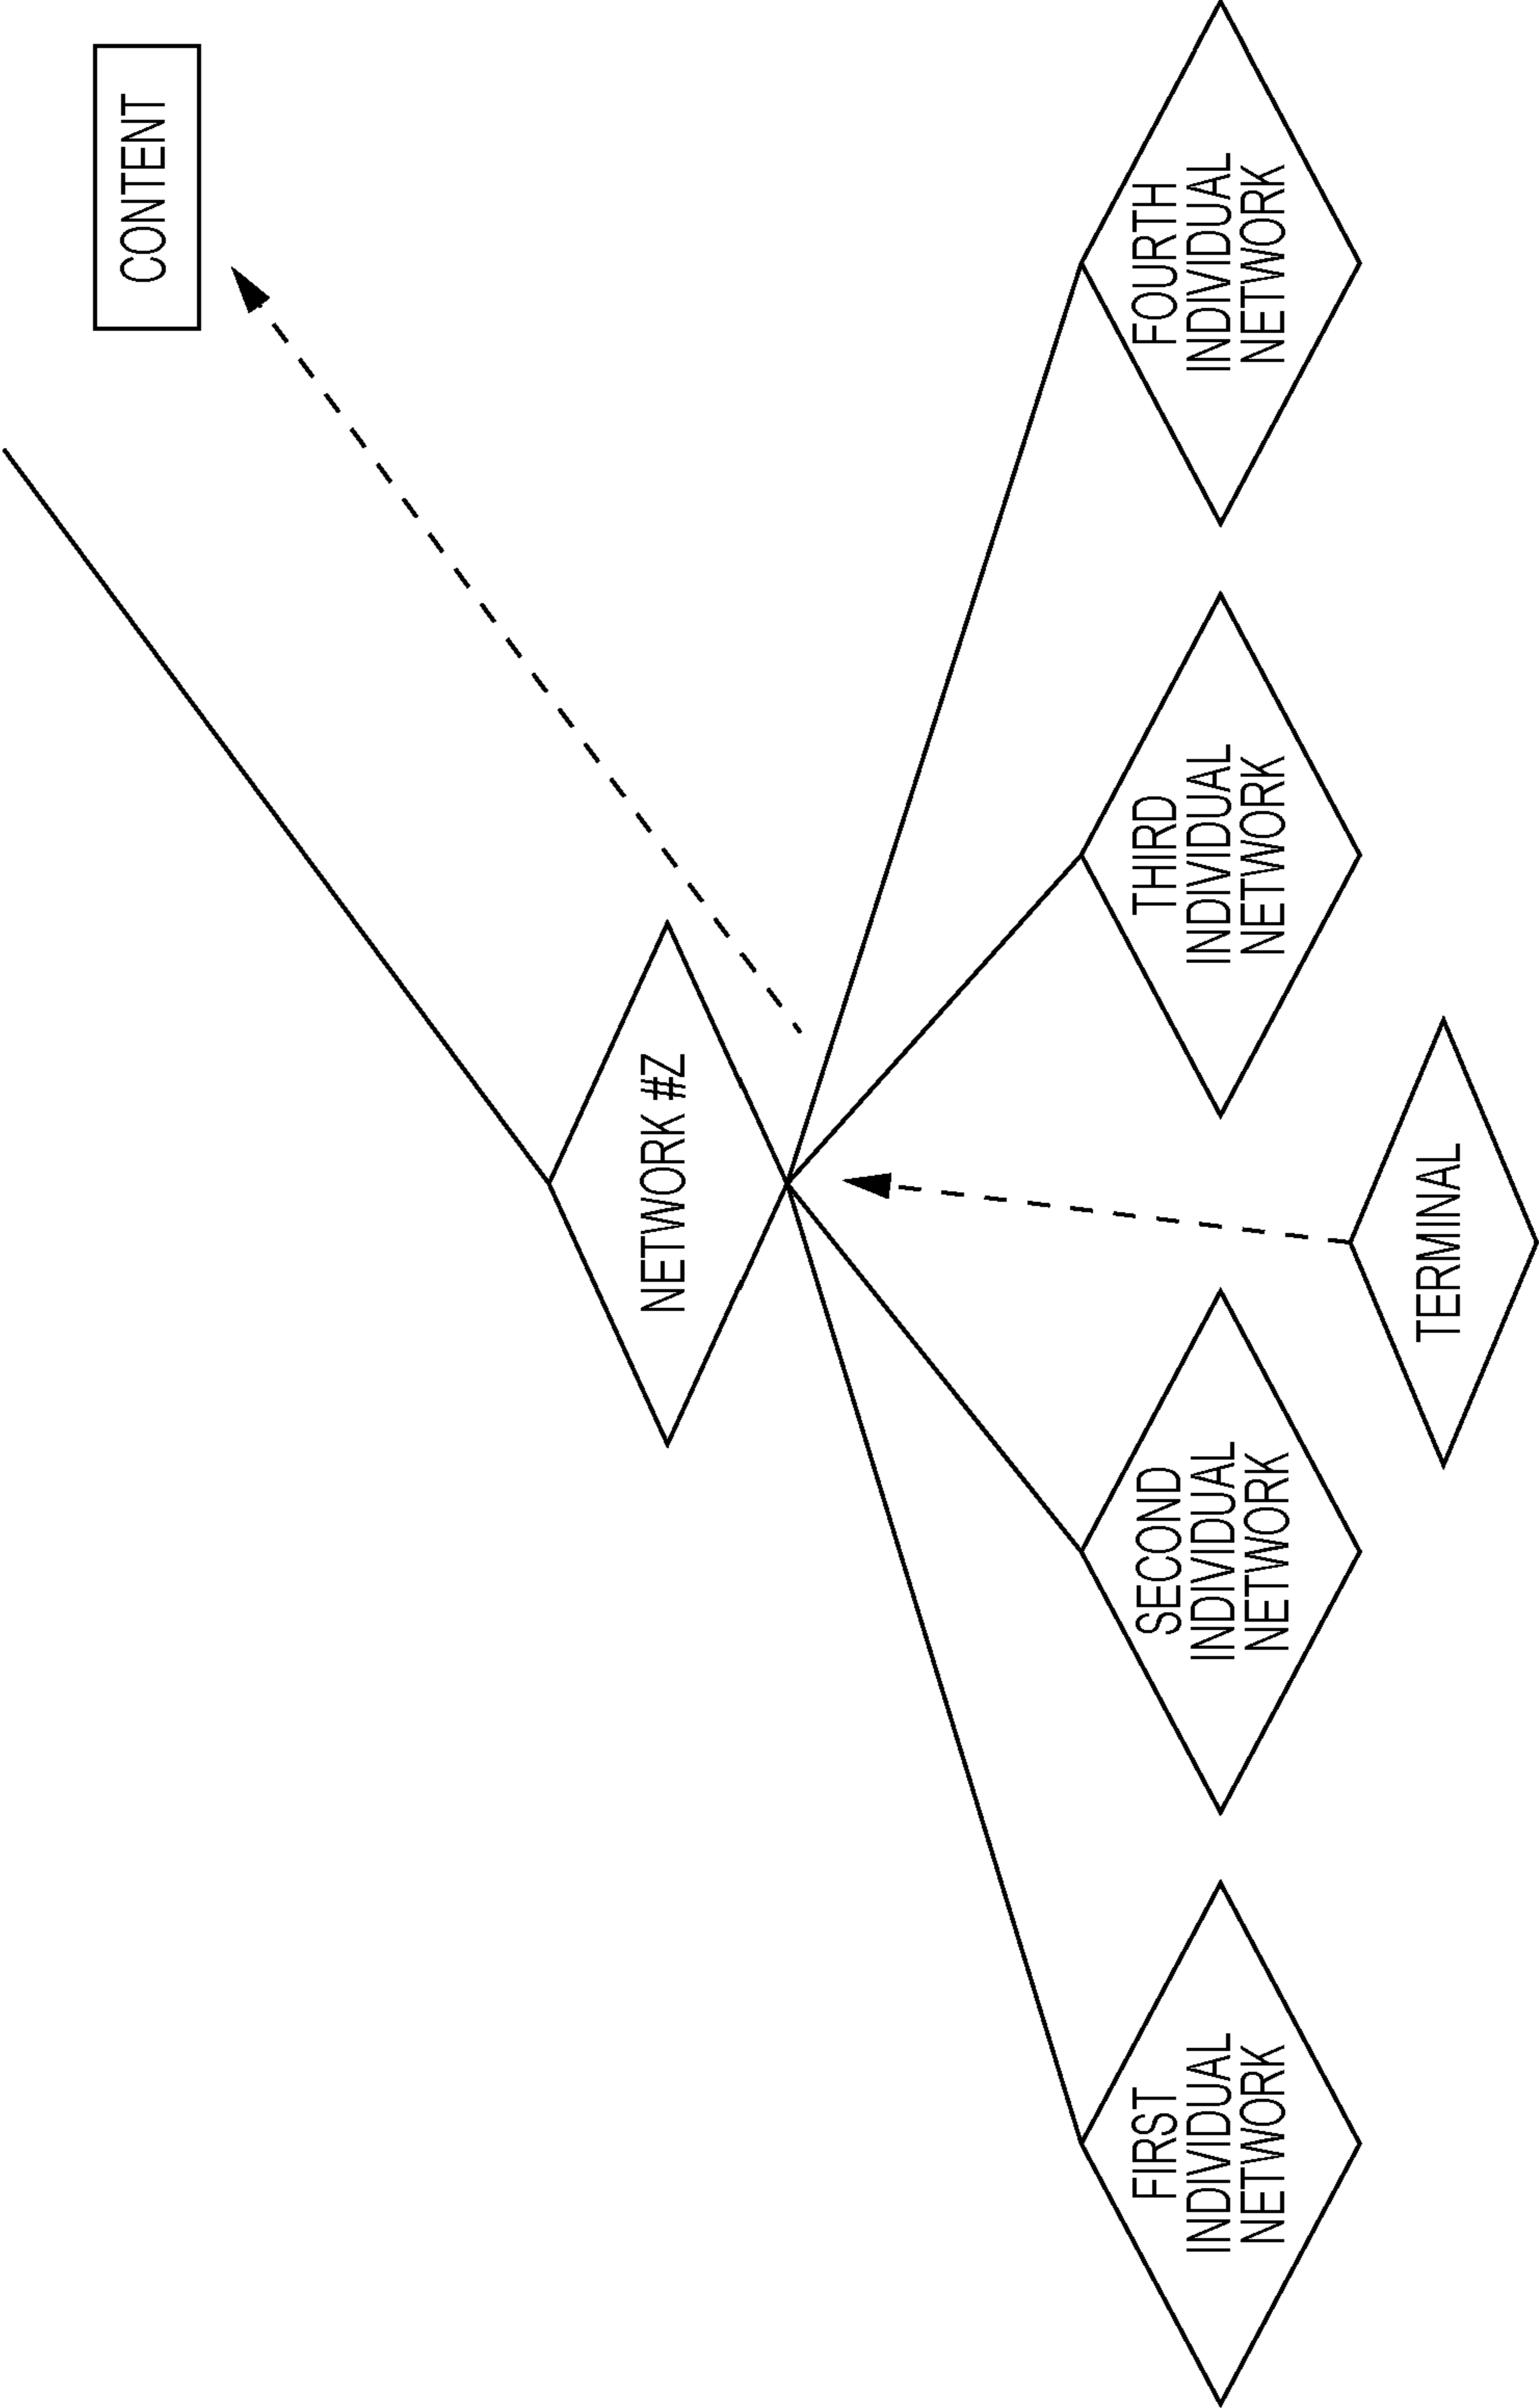 CONTENT
NETWORK #Z
FIRST
INDIVIDUAL
NETWORK
SECOND
INDIVIDUAL
NETWORK
THIRD
INDIVIDUAL
NETWORK
FOURTH
INDIVIDUAL
NETWORK
TERMINAL